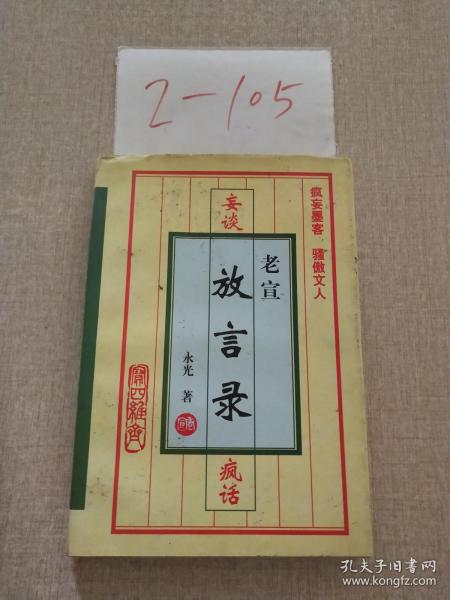 2-105
疯妄墨客 骚傲文人
妄谈
老宣
放言录
永光 著
疯话
孔夫子旧书网
www.kongfz.com